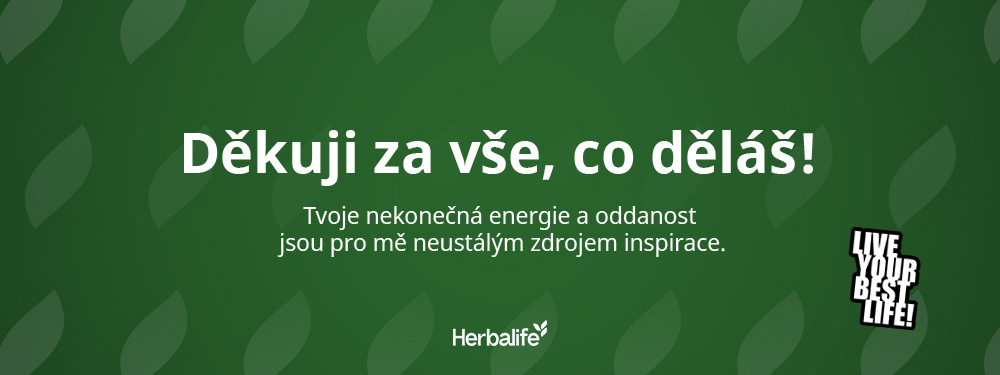 Děkuji za vše, co děláš!
Tvoje nekonečná energie a oddanost
jsou pro mě neustálým zdrojem inspirace.
LIVE
YOUR
BEST
LIFE!
Herbalife